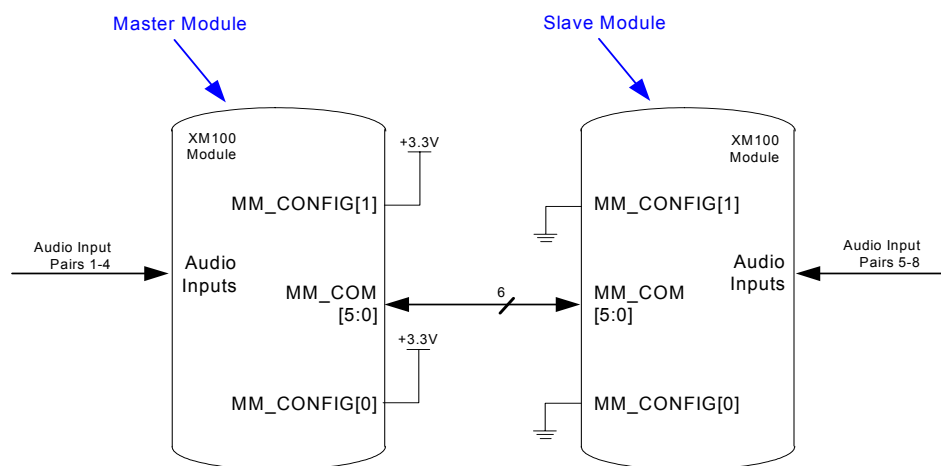 Master Module
Slave Module
XM100
Module
+3.3V
MM_CONFIG[1]
Audio Input
Pairs 1-4
Audio
Inputs
MM_COM
[5:0]
+3.3V
MM_CONFIG[0]
6
XM100
Module
MM_CONFIG[1]
Audio
Inputs
Audio Input
Pairs 5-8
MM_COM
[5:0]
MM_CONFIG[0]